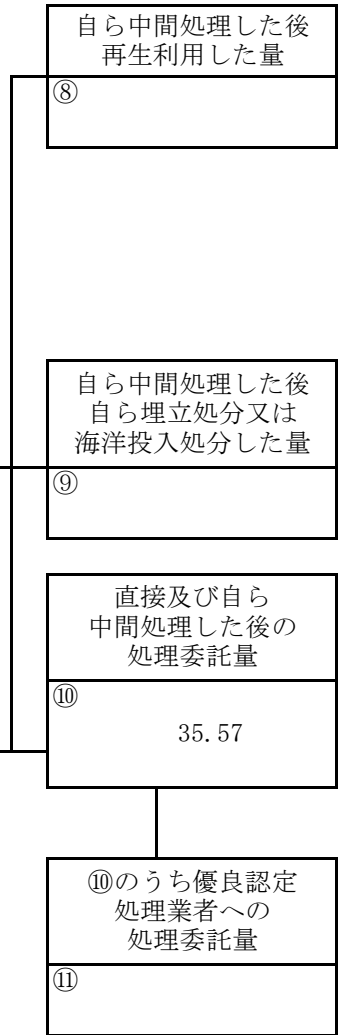 自ら中間処理した後
再生利用した量
⑧
自ら中間処理した後
自ら埋立処分又は
海洋投入処分した量
⑨
直接及び自ら
中間処理した後の
処理委託量
⑩
35.57
⑩のうち優良認定
処理業者への
処理委託量
⑪